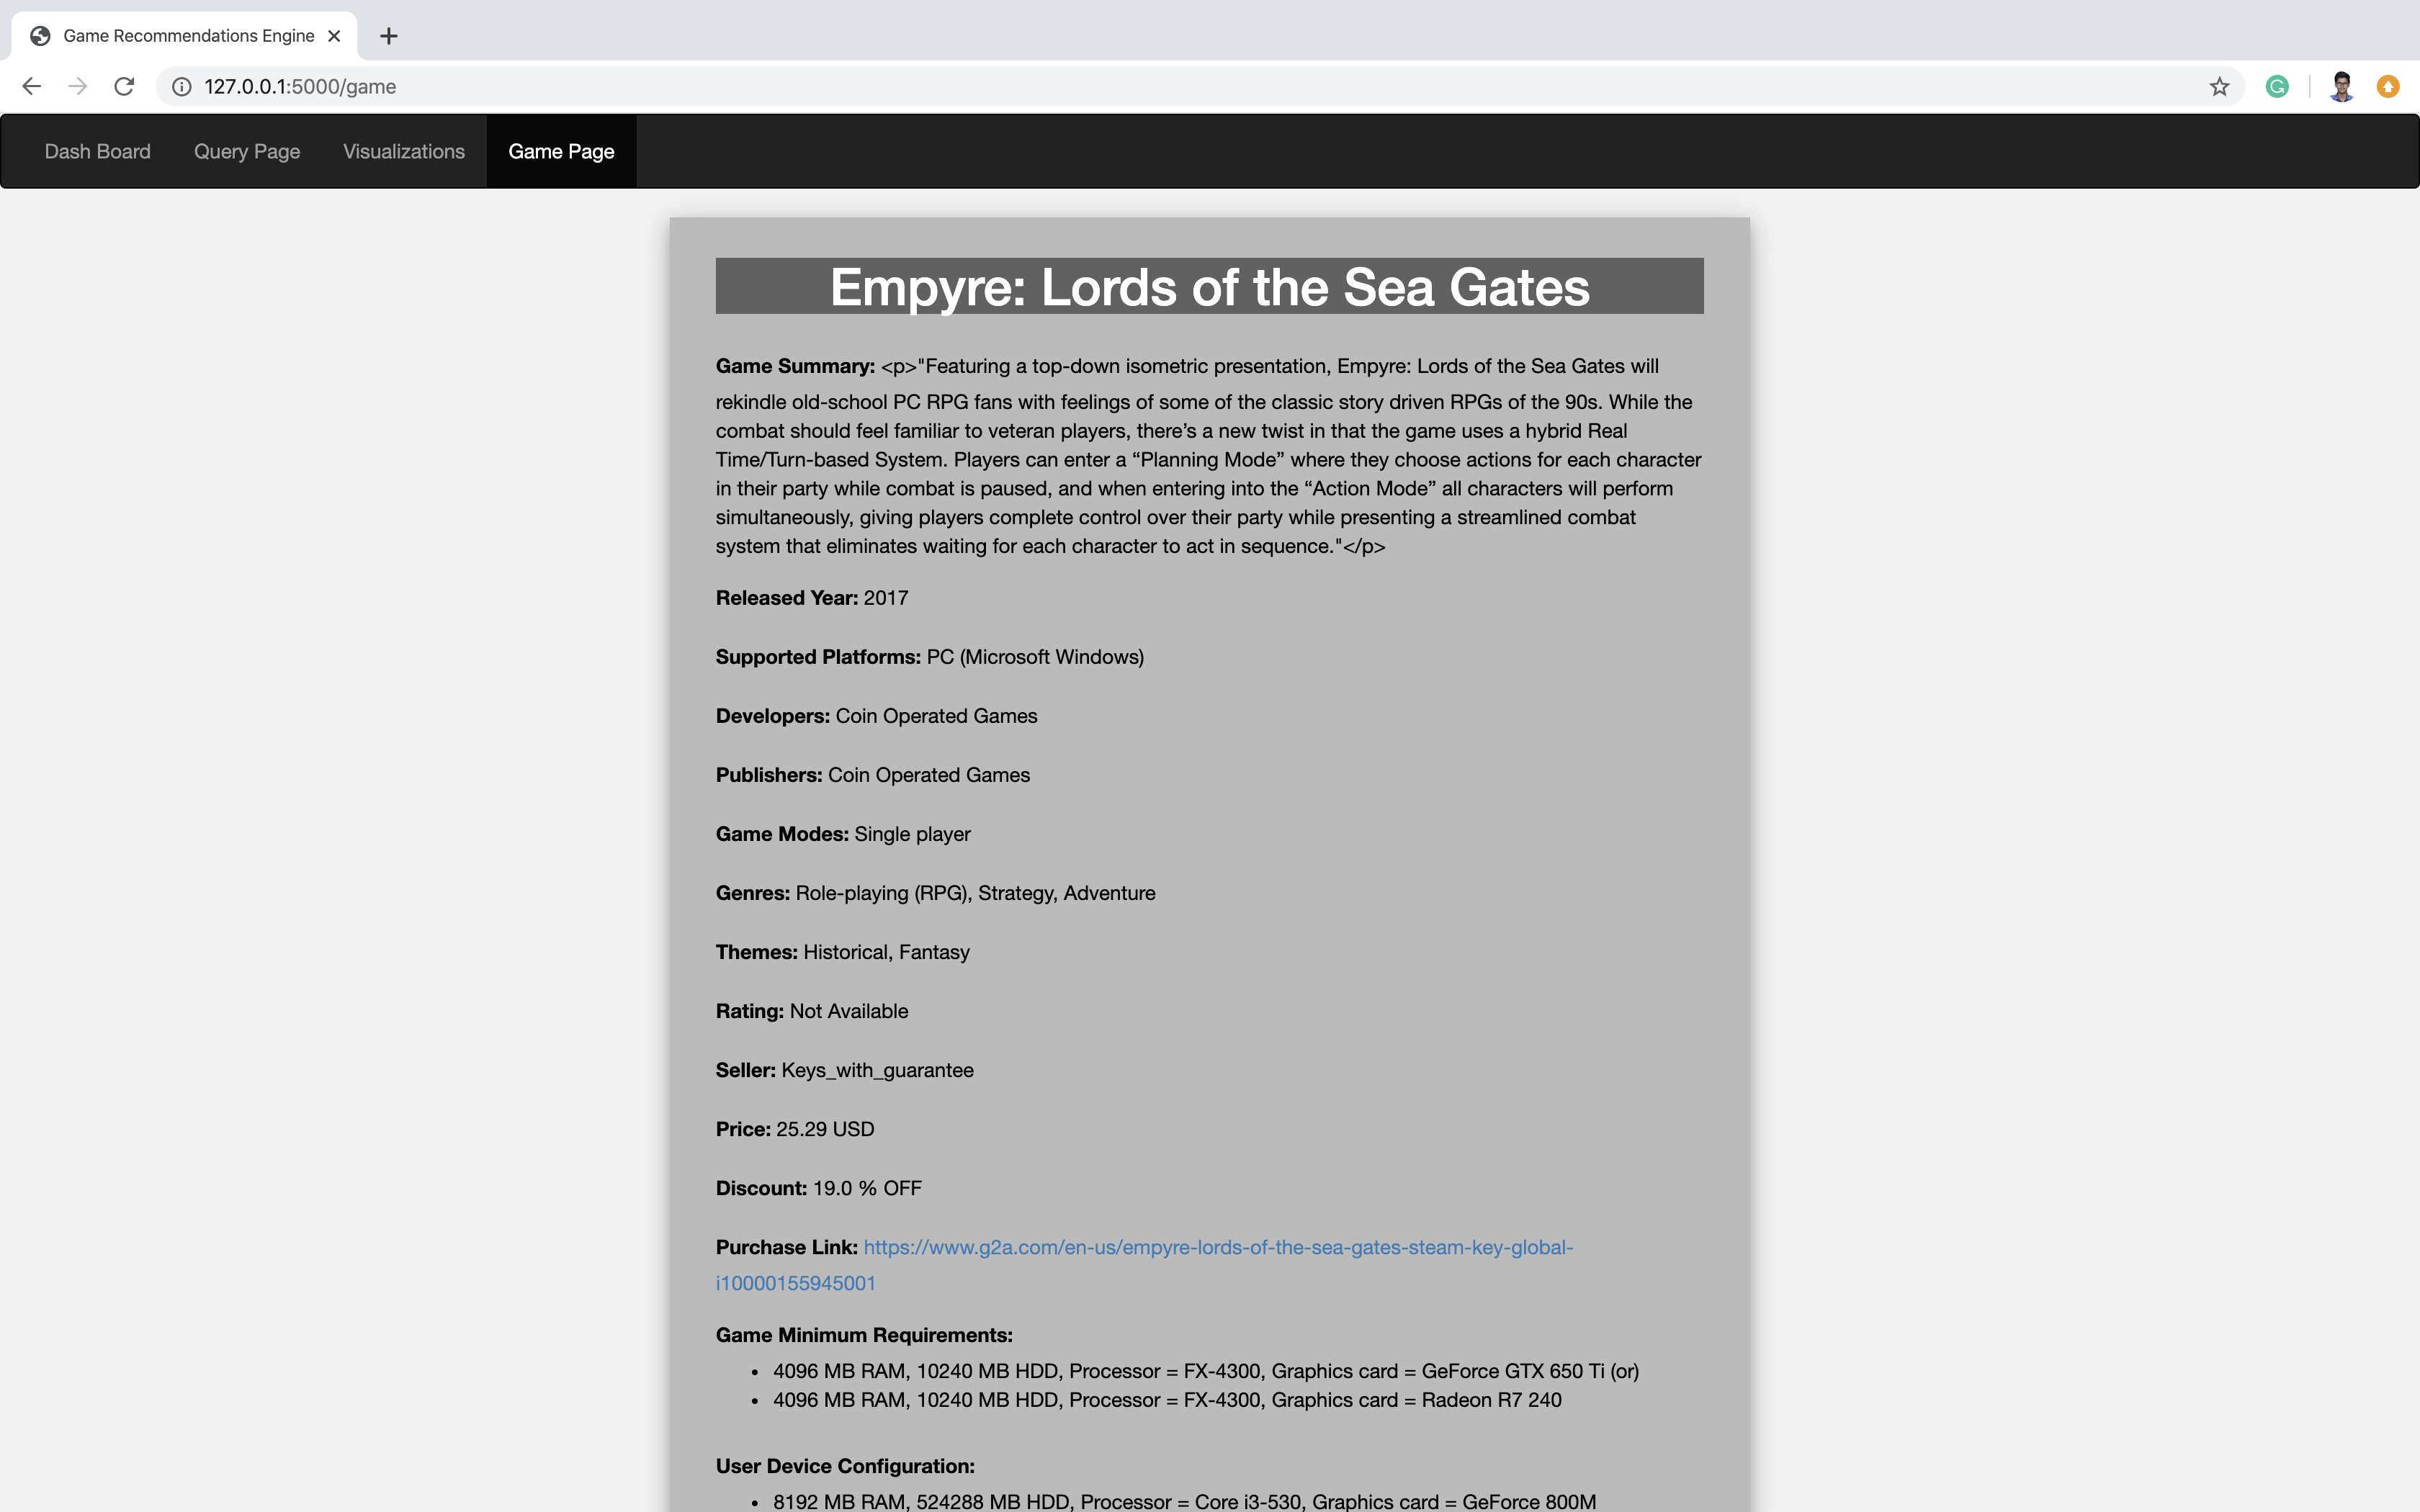 Game Recommendations Engine
127.0.0.1:5000/game
Dash Board Query Page Visualizations Game Page
Empyre: Lords of the Sea Gates
Game Summary: <p>"Featuring a top-down isometric presentation, Empyre: Lords of the Sea Gates will
rekindle old-school PC RPG fans with feelings of some of the classic story driven RPGs of the 90s. While the
combat should feel familiar to veteran players, there’s a new twist in that the game uses a hybrid Real
Time/Turn-based System. Players can enter a “Planning Mode” where they choose actions for each character
in their party while combat is paused, and when entering into the “Action Mode” all characters will perform
simultaneously, giving players complete control over their party while presenting a streamlined combat
system that eliminates waiting for each character to act in sequence."</p>
Released Year: 2017
Supported Platforms: PC (Microsoft Windows)
Developers: Coin Operated Games
Publishers: Coin Operated Games
Game Modes: Single player
Genres: Role-playing (RPG), Strategy, Adventure
Themes: Historical, Fantasy
Rating: Not Available
Seller: Keys_with_guarantee
Price: 25.29 USD
Discount: 19.0 % OFF
Purchase Link: https://www.g2a.com/en-us/empyre-lords-of-the-sea-gates-steam-key-global-
i10000155945001
Game Minimum Requirements:
• 4096 MB RAM, 10240 MB HDD, Processor = FX-4300, Graphics card = GeForce GTX 650 Ti (or)
• 4096 MB RAM, 10240 MB HDD, Processor = FX-4300, Graphics card = Radeon R7 240
User Device Configuration:
• 8192 MB RAM, 524288 MB HDD, Processor = Core i3-530, Graphics card = GeForce 800M